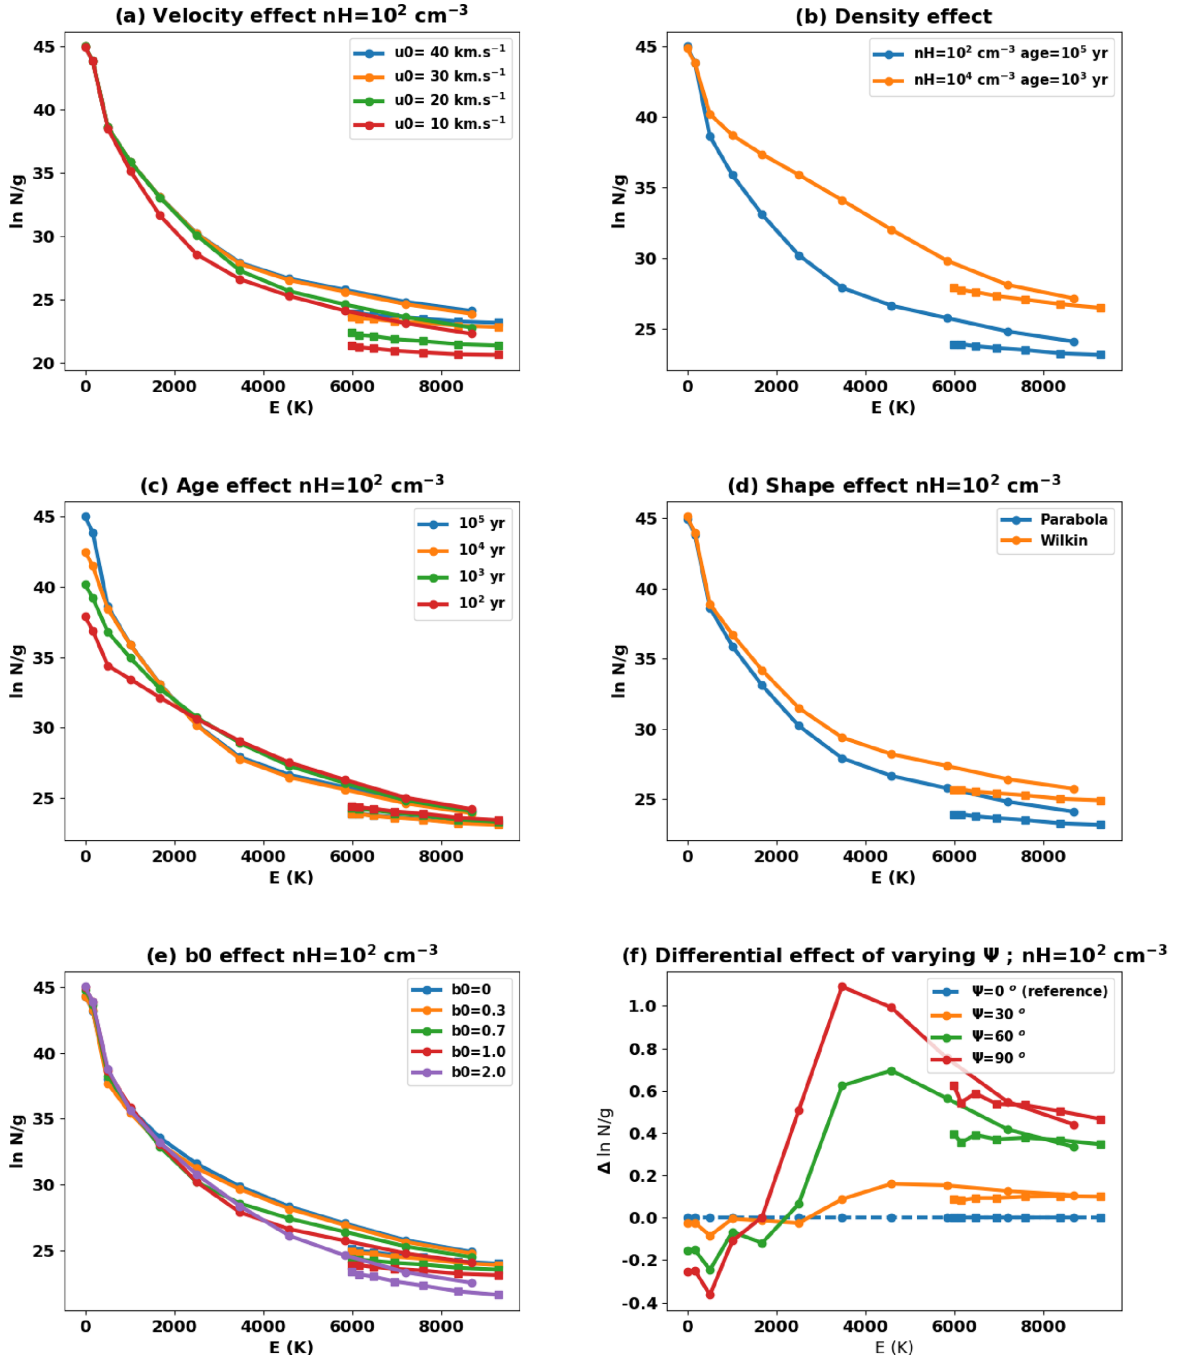 (a) Velocity effect nH=10² cm⁻³
45
40
35
30
25
20
ln N/g
u0= 40 km.s⁻¹
u0= 30 km.s⁻¹
u0= 20 km.s⁻¹
u0= 10 km.s⁻¹
0 2000 4000 6000 8000
E (K)
(b) Density effect
45
40
35
30
25
ln N/g
nH=10² cm⁻³ age=10⁵ yr
nH=10⁴ cm⁻³ age=10³ yr
0 2000 4000 6000 8000
E (K)
(c) Age effect nH=10² cm⁻³
45
40
35
30
25
ln N/g
10⁵ yr
10⁴ yr
10³ yr
10² yr
0 2000 4000 6000 8000
E (K)
(d) Shape effect nH=10² cm⁻³
45
40
35
30
25
ln N/g
Parabola
Wilkin
0 2000 4000 6000 8000
E (K)
(e) b0 effect nH=10² cm⁻³
45
40
35
30
25
ln N/g
b0=0
b0=0.3
b0=0.7
b0=1.0
b0=2.0
0 2000 4000 6000 8000
E (K)
(f) Differential effect of varying Ψ ; nH=10² cm⁻³
1.0
0.8
0.6
0.4
0.2
0.0
-0.2
-0.4
Δ ln N/g
Ψ=0 ° (reference)
Ψ=30 °
Ψ=60 °
Ψ=90 °
0 2000 4000 6000 8000
E (K)